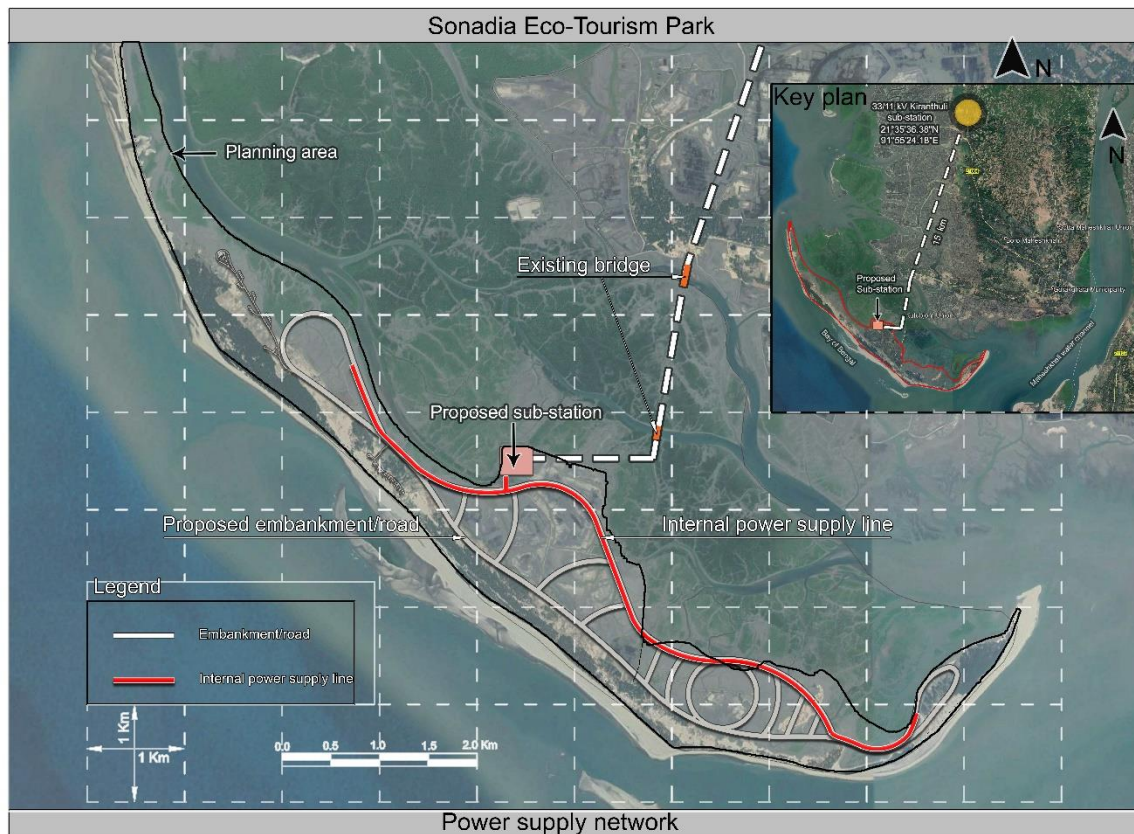 Sonadia Eco-Tourism Park
N
Planning area
Existing bridge
Proposed sub-station
Proposed embankment/road
Internal power supply line
Key plan
33/11 kV Kiranthuli
sub-station
21°35'36.38"N
91°55'24.18"E
N
15 km
Proposed
Sub-station
Bay of Bengal
Maheshkhali water channel
Legend
Embankment/road
Internal power supply line
1 Km
1 Km
0.0 0.5 1.0 1.5 2.0 Km
Power supply network